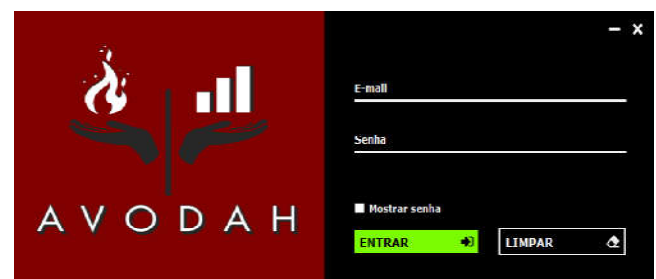 AVODAH
E-mail
Senha
Mostrar senha
ENTRAR
LIMPAR